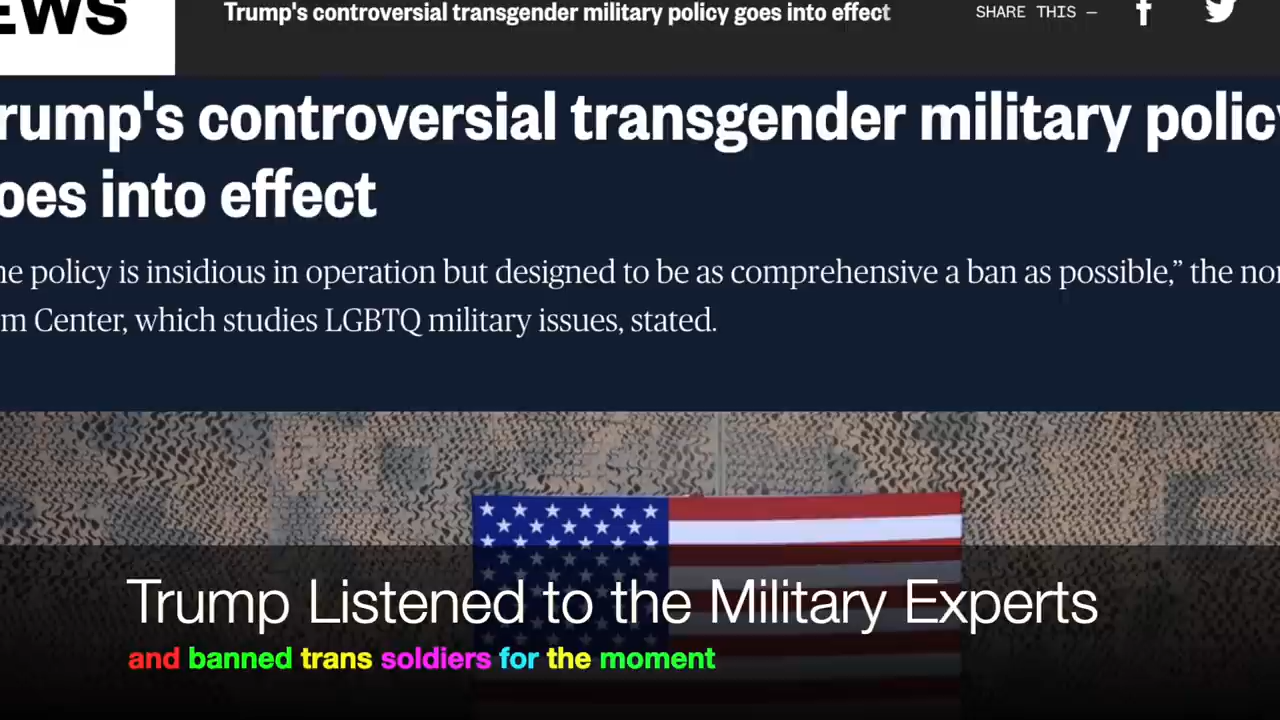 EWS
Trump's controversial transgender military policy goes into effect
SHARE THIS —
rump's controversial transgender military polic
oes into effect
he policy is insidious in operation but designed to be as comprehensive a ban as possible,” the no
m Center, which studies LGBTQ military issues, stated.
Trump Listened to the Military Experts
and banned trans soldiers for the moment